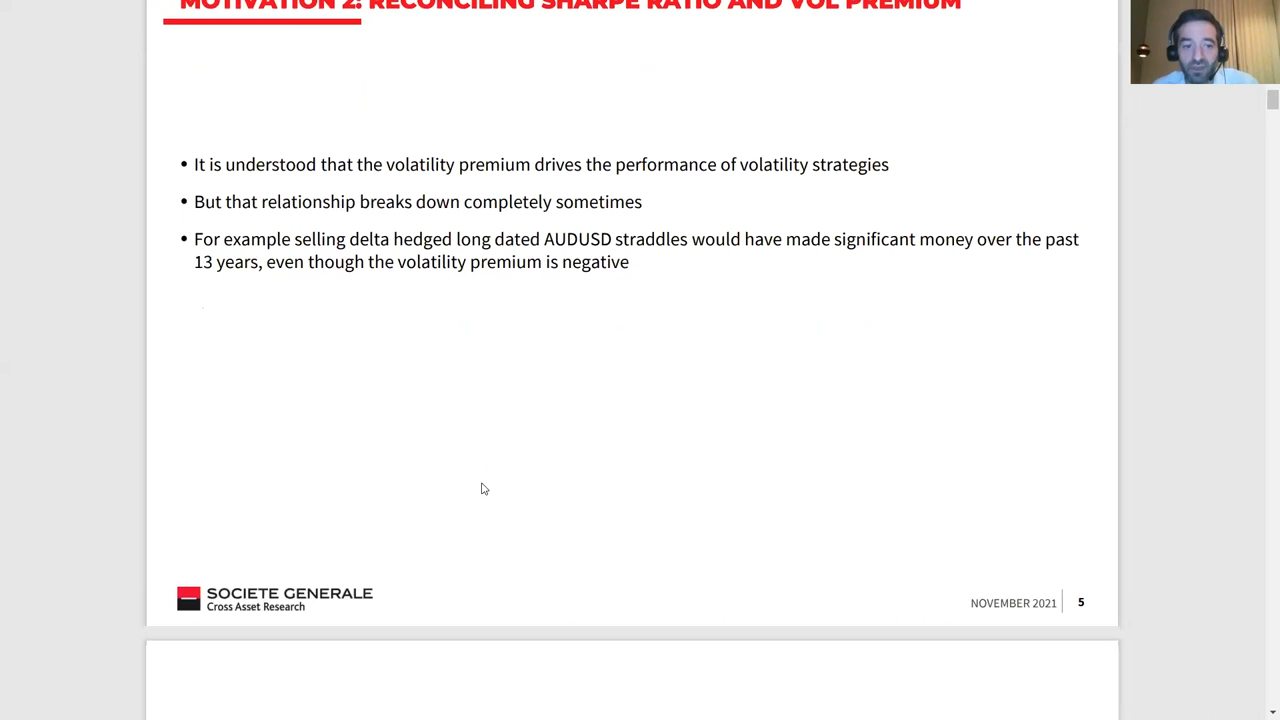 MOTIVATION 2: RECONCILING SHARPE RATIO AND VOL PREMIUM
• It is understood that the volatility premium drives the performance of volatility strategies
• But that relationship breaks down completely sometimes
• For example selling delta hedged long dated AUDUSD straddles would have made significant money over the past
13 years, even though the volatility premium is negative
SOCIETE GENERALE
Cross Asset Research
NOVEMBER 2021
5